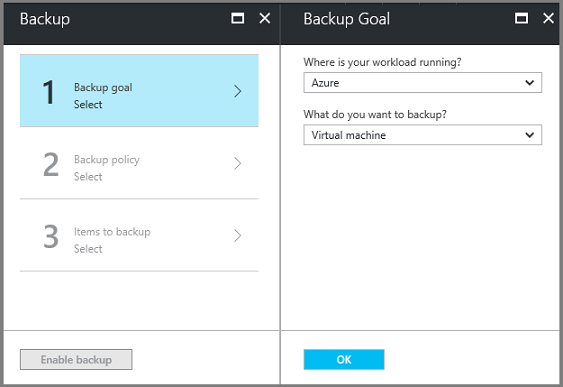 Backup
1
Backup goal
Select
2
Backup policy
Select
3
Items to backup
Select
Enable backup
Backup Goal
Where is your workload running?
Azure
What do you want to backup?
Virtual machine
OK